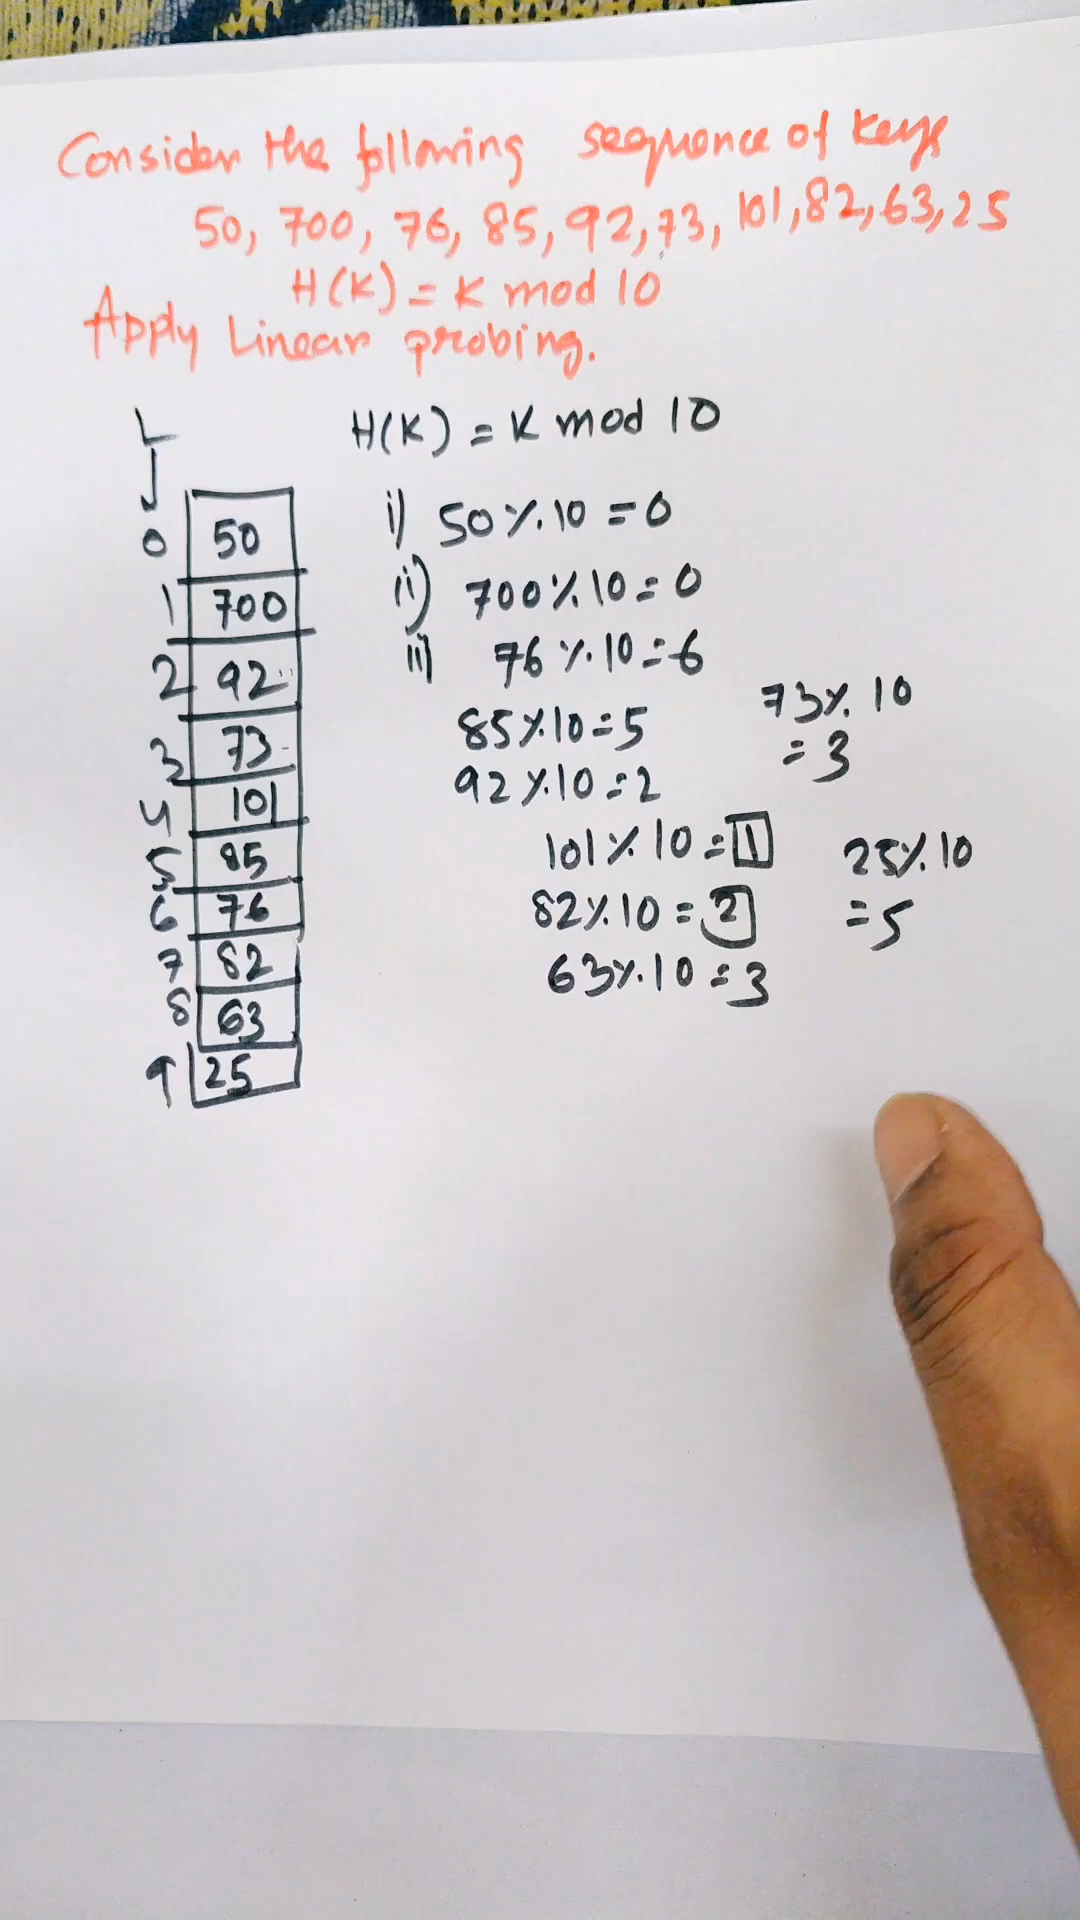 Consider the following sequence of keys
50, 700, 76, 85, 92, 73, 101, 82, 63, 25
H(K) = K mod 10
Apply Linear probing.
H(K) = K mod 10
0 50
1 700
2 92
3 73
4 101
5 85
6 76
7 82
8 63
9 25
i) 50 % 10 = 0
ii) 700 % 10 = 0
iii) 76 % 10 = 6
85 % 10 = 5
92 % 10 = 2
73 % 10
= 3
101 % 10 = 1
82 % 10 = 2
63 % 10 = 3
25 % 10
= 5